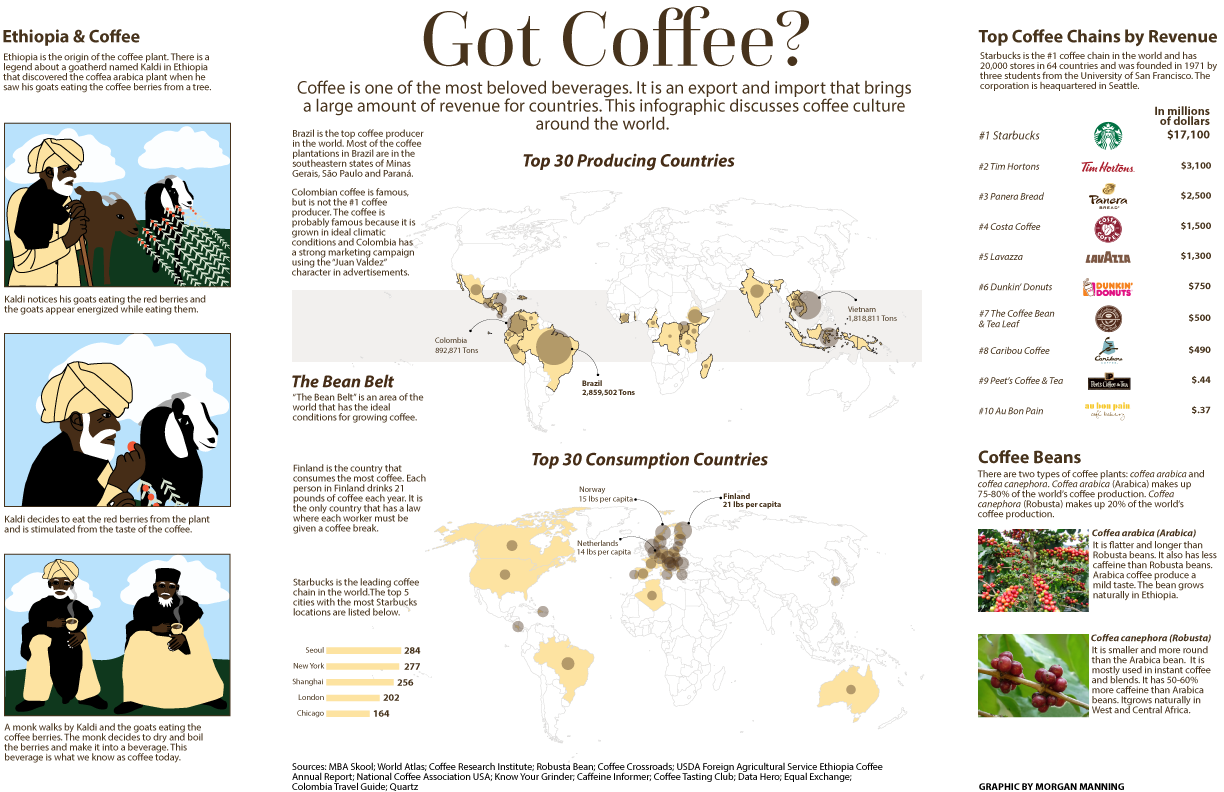 Got Coffee?
Coffee is one of the most beloved beverages. It is an export and import that brings
a large amount of revenue for countries. This infographic discusses coffee culture
around the world.
Ethiopia & Coffee
Ethiopia is the origin of the coffee plant. There is a
legend about a goatherd named Kaldi in Ethiopia
that discovered the coffea arabica plant when he
saw his goats eating the coffee berries from a tree.
Kaldi notices his goats eating the red berries and
the goats appear energized while eating them.
Kaldi decides to eat the red berries from the plant
and is stimulated from the taste of the coffee.
A monk walks by Kaldi and the goats eating the
coffee berries. The monk decides to dry and boil
the berries and make it into a beverage. This
beverage is what we know as coffee today.
Brazil is the top coffee producer
in the world. Most of the coffee
plantations in Brazil are in the
southeastern states of Minas
Gerais, São Paulo and Paraná.
Colombian coffee is famous,
but is not the #1 coffee
producer. The coffee is
probably famous because it is
grown in ideal climatic
conditions and Colombia has
a strong marketing campaign
using the "Juan Valdez"
character in advertisements.
Top 30 Producing Countries
Colombia
892,871 Tons
Brazil
2,859,502 Tons
Vietnam
1,818,811 Tons
The Bean Belt
"The Bean Belt" is an area of the
world that has the ideal
conditions for growing coffee.
Top 30 Consumption Countries
Finland is the country that
consumes the most coffee. Each
person in Finland drinks 21
pounds of coffee each year. It is
the only country that has a law
where each worker must be
given a coffee break.
Norway
15 lbs per capita
Finland
21 lbs per capita
Netherlands
14 lbs per capita
Starbucks is the leading coffee
chain in the world.The top 5
cities with the most Starbucks
locations are listed below.
Seoul 284
New York 277
Shanghai 256
London 202
Chicago 164
Sources: MBA Skool; World Atlas; Coffee Research Institute; Robusta Bean; Coffee Crossroads; USDA Foreign Agricultural Service Ethiopia Coffee
Annual Report; National Coffee Association USA; Know Your Grinder; Caffeine Informer; Coffee Tasting Club; Data Hero; Equal Exchange;
Colombia Travel Guide; Quartz
Top Coffee Chains by Revenue
Starbucks is the #1 coffee chain in the world and has
20,000 stores in 64 countries and was founded in 1971 by
three students from the University of San Francisco. The
corporation is heaquartered in Seattle.
In millions
of dollars
#1 Starbucks $17,100
#2 Tim Hortons Tim Hortons. $3,100
#3 Panera Bread Panera BREAD $2,500
#4 Costa Coffee COSTA COFFEE $1,500
#5 Lavazza LAVAZZA $1,300
#6 Dunkin' Donuts DUNKIN' DONUTS $750
#7 The Coffee Bean
& Tea Leaf $500
#8 Caribou Coffee Caribou $490
#9 Peet's Coffee & Tea Peet's Coffee & Tea $.44
#10 Au Bon Pain au bon pain café bakery $.37
Coffee Beans
There are two types of coffee plants: coffea arabica and
coffea canephora. Coffea arabica (Arabica) makes up
75-80% of the world's coffee production. Coffea
canephora (Robusta) makes up 20% of the world's
coffee production.
Coffea arabica (Arabica)
It is flatter and longer than
Robusta beans. It also has less
caffeine than Robusta beans.
Arabica coffee produce a
mild taste. The bean grows
naturally in Ethiopia.
Coffea canephora (Robusta)
It is smaller and more round
than the Arabica bean. It is
mostly used in instant coffee
and blends. It has 50-60%
more caffeine than Arabica
beans. Itgrows naturally in
West and Central Africa.
GRAPHIC BY MORGAN MANNING